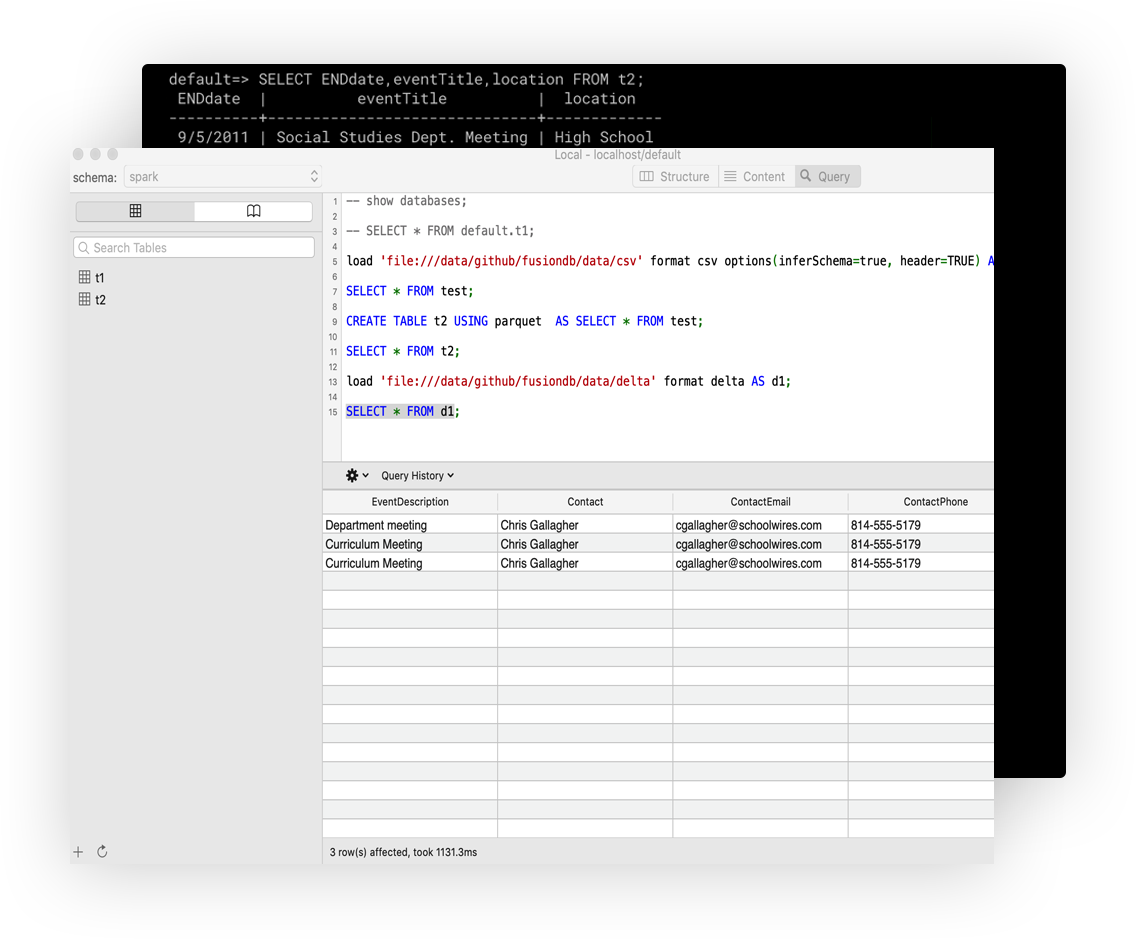 default=> SELECT ENDdate,eventTitle,location FROM t2;
ENDdate | eventTitle | location
----------+------------------------------+-------------
9/5/2011 | Social Studies Dept. Meeting | High School
Local - localhost/default
schema: spark Structure Content Query
Search Tables
t1
t2
1 -- show databases;
2
3 -- SELECT * FROM default.t1;
4
5 load 'file:///data/github/fusiondb/data/csv' format csv options(inferSchema=true, header=TRUE) A
6
7 SELECT * FROM test;
8
9 CREATE TABLE t2 USING parquet  AS SELECT * FROM test;
10
11 SELECT * FROM t2;
12
13 load 'file:///data/github/fusiondb/data/delta' format delta AS d1;
14
15 SELECT * FROM d1;
Query History
EventDescription Contact ContactEmail ContactPhone
Department meeting Chris Gallagher cgallagher@schoolwires.com 814-555-5179
Curriculum Meeting Chris Gallagher cgallagher@schoolwires.com 814-555-5179
Curriculum Meeting Chris Gallagher cgallagher@schoolwires.com 814-555-5179
3 row(s) affected, took 1131.3ms